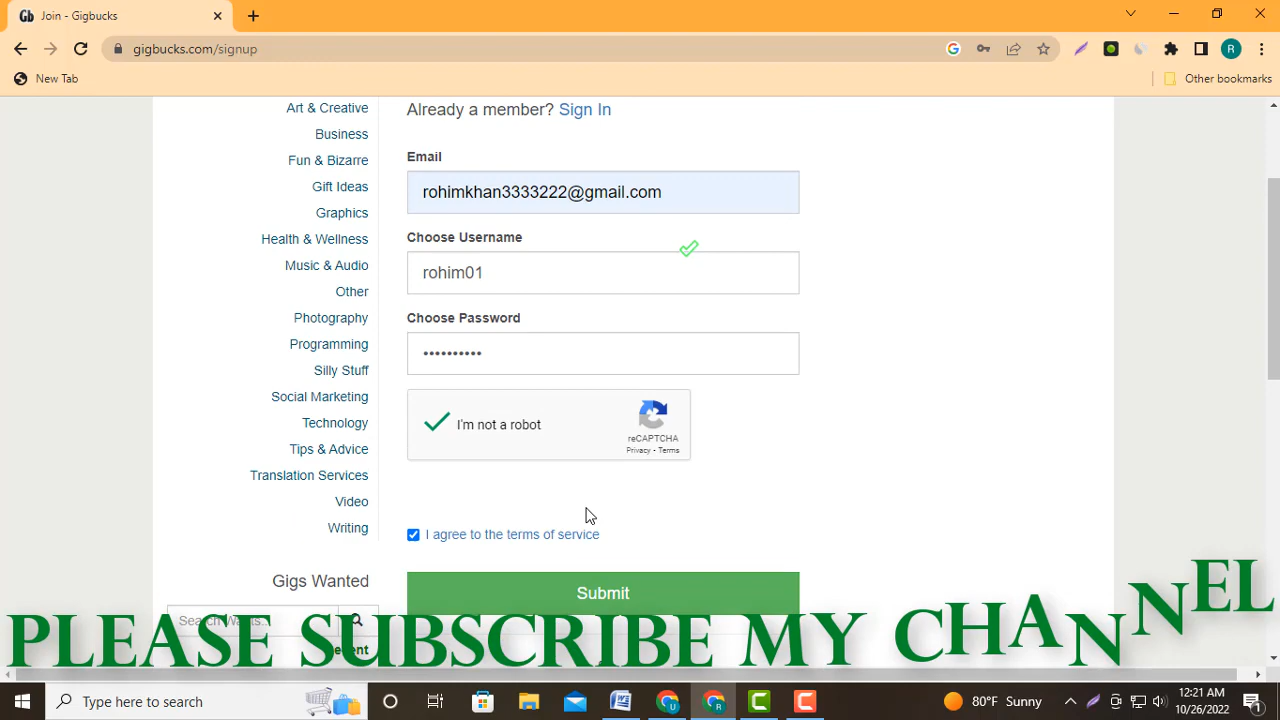 Gb Join - Gigbucks
gigbucks.com/signup
G
R
New Tab
Other bookmarks
Art & Creative
Business
Fun & Bizarre
Gift Ideas
Graphics
Health & Wellness
Music & Audio
Other
Photography
Programming
Silly Stuff
Social Marketing
Technology
Tips & Advice
Translation Services
Video
Writing
Gigs Wanted
Search Wants...
Already a member? Sign In
Email
rohimkhan3333222@gmail.com
Choose Username
rohim01
Choose Password
••••••••••
I'm not a robot
reCAPTCHA
Privacy - Terms
I agree to the terms of service
Submit
PLEASE SUBSCRIBE MY CHANNEL
Type here to search
W
U
R
C
C
80°F Sunny
12:21 AM
10/26/2022
1